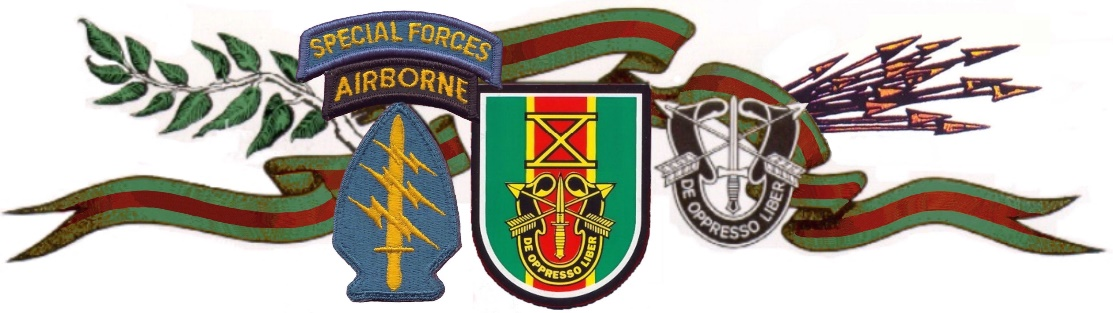 SPECIAL FORCES
AIRBORNE
DE OPPRESSO LIBER
DE OPPRESSO LIBER